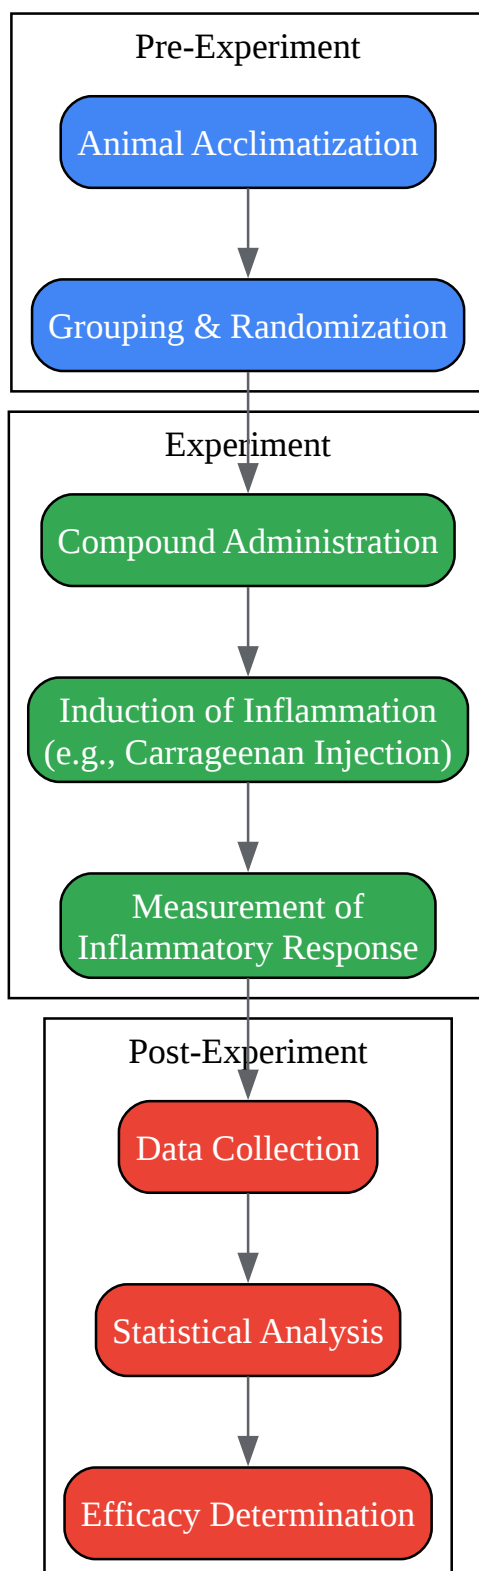 Pre-Experiment
Animal Acclimatization
Grouping & Randomization
Experiment
Compound Administration
Induction of Inflammation
(e.g., Carrageenan Injection)
Measurement of
Inflammatory Response
Post-Experiment
Data Collection
Statistical Analysis
Efficacy Determination